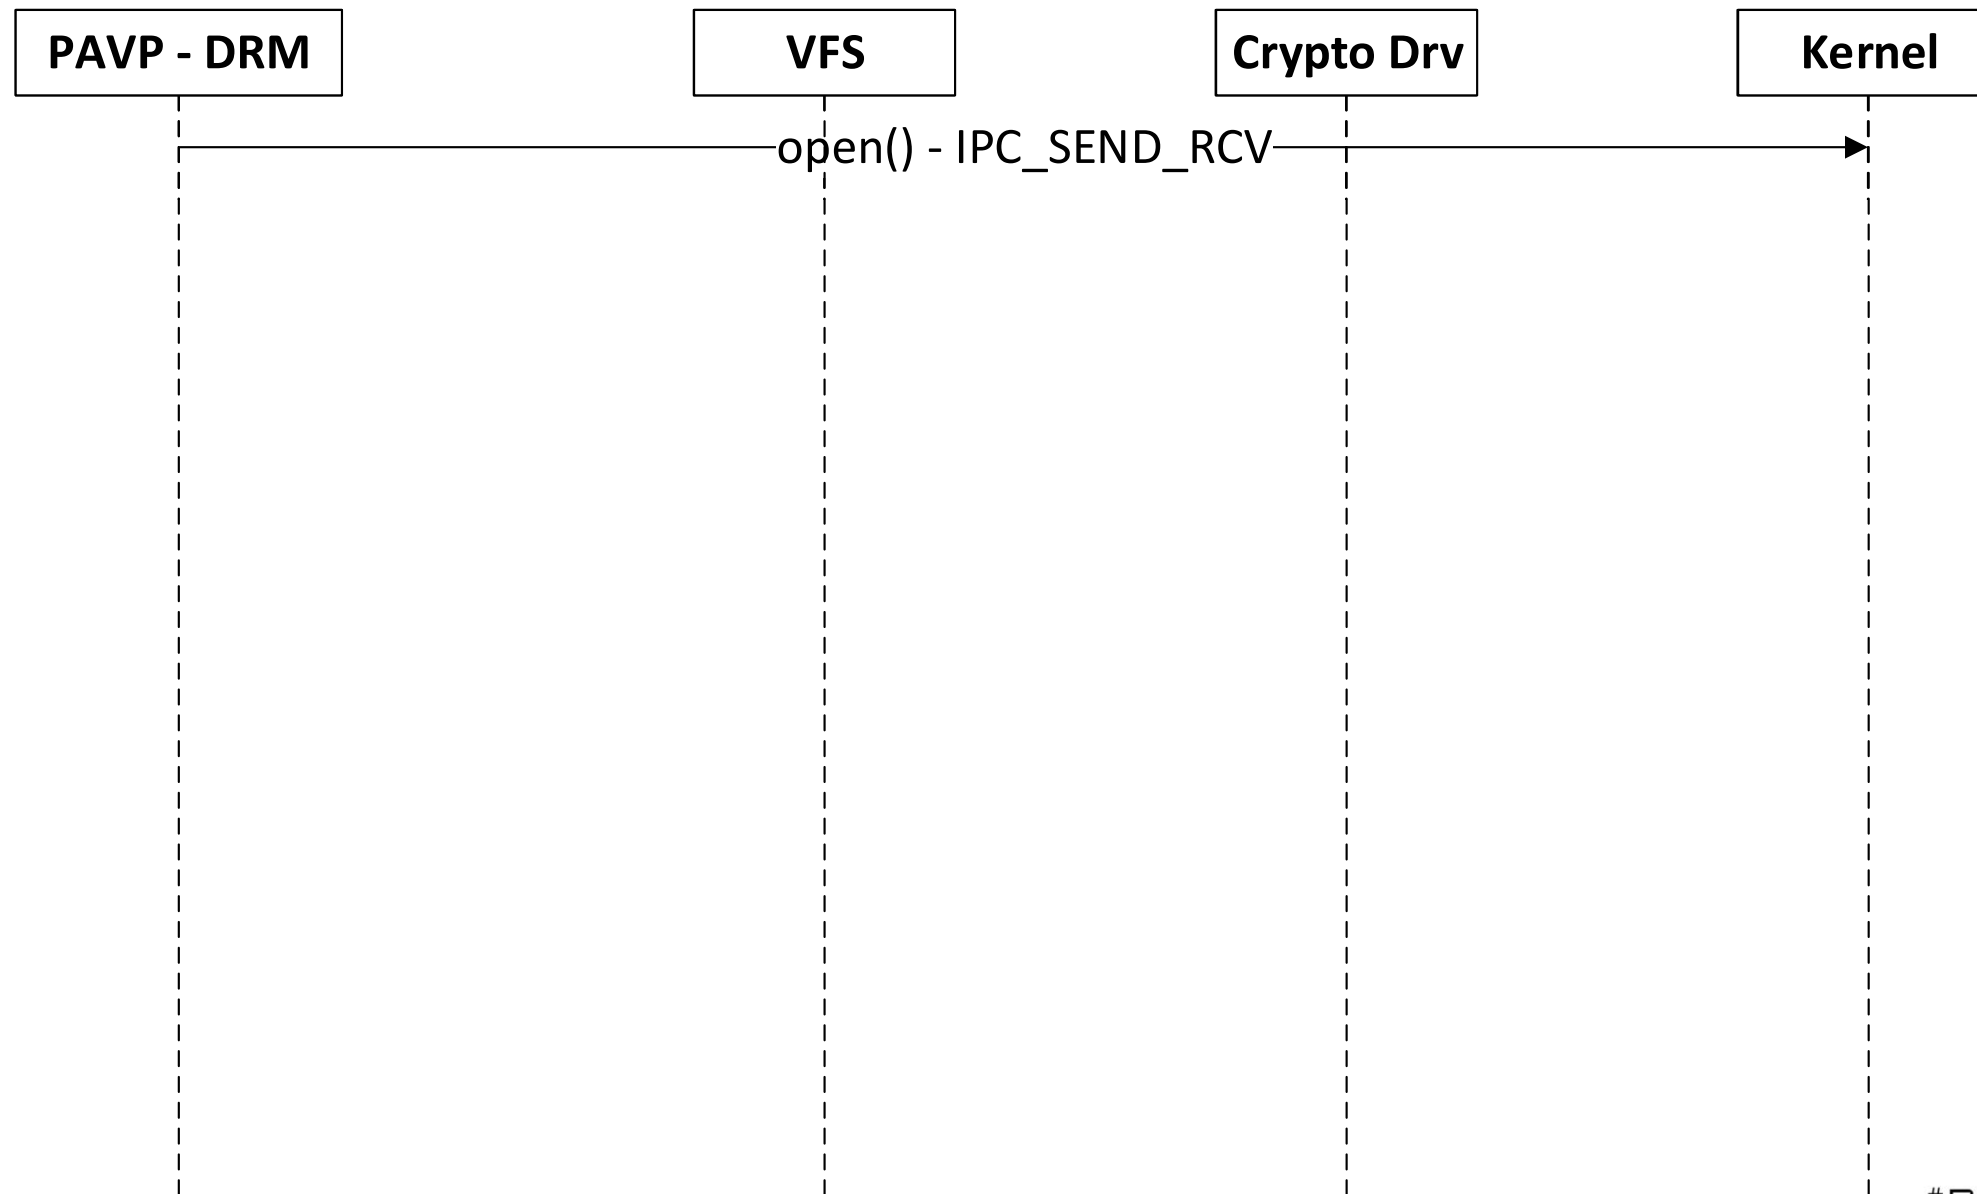 PAVP - DRM
VFS
Crypto Drv
Kernel
open() - IPC_SEND_RCV